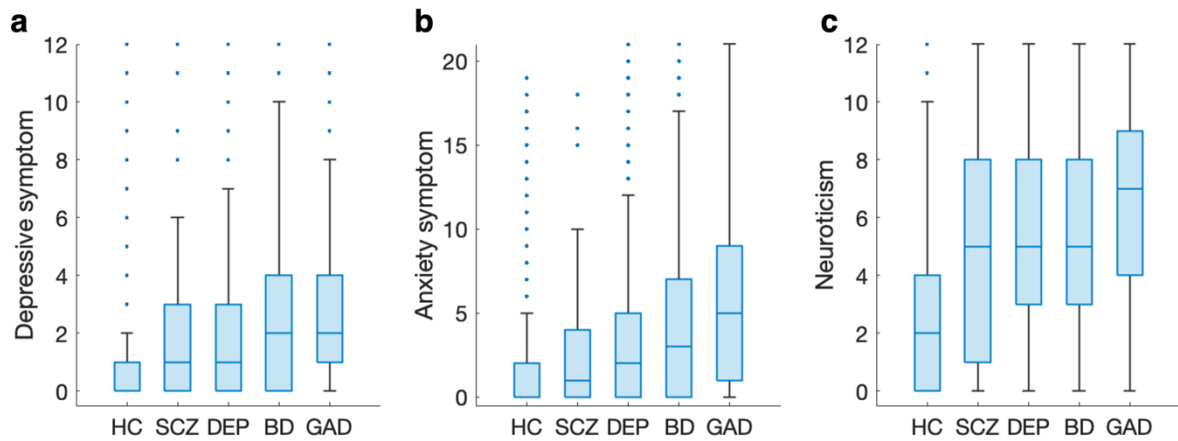 a
Depressive symptom
12
10
8
6
4
2
0
HC SCZ DEP BD GAD
b
Anxiety symptom
20
15
10
5
0
HC SCZ DEP BD GAD
c
Neuroticism
12
10
8
6
4
2
0
HC SCZ DEP BD GAD